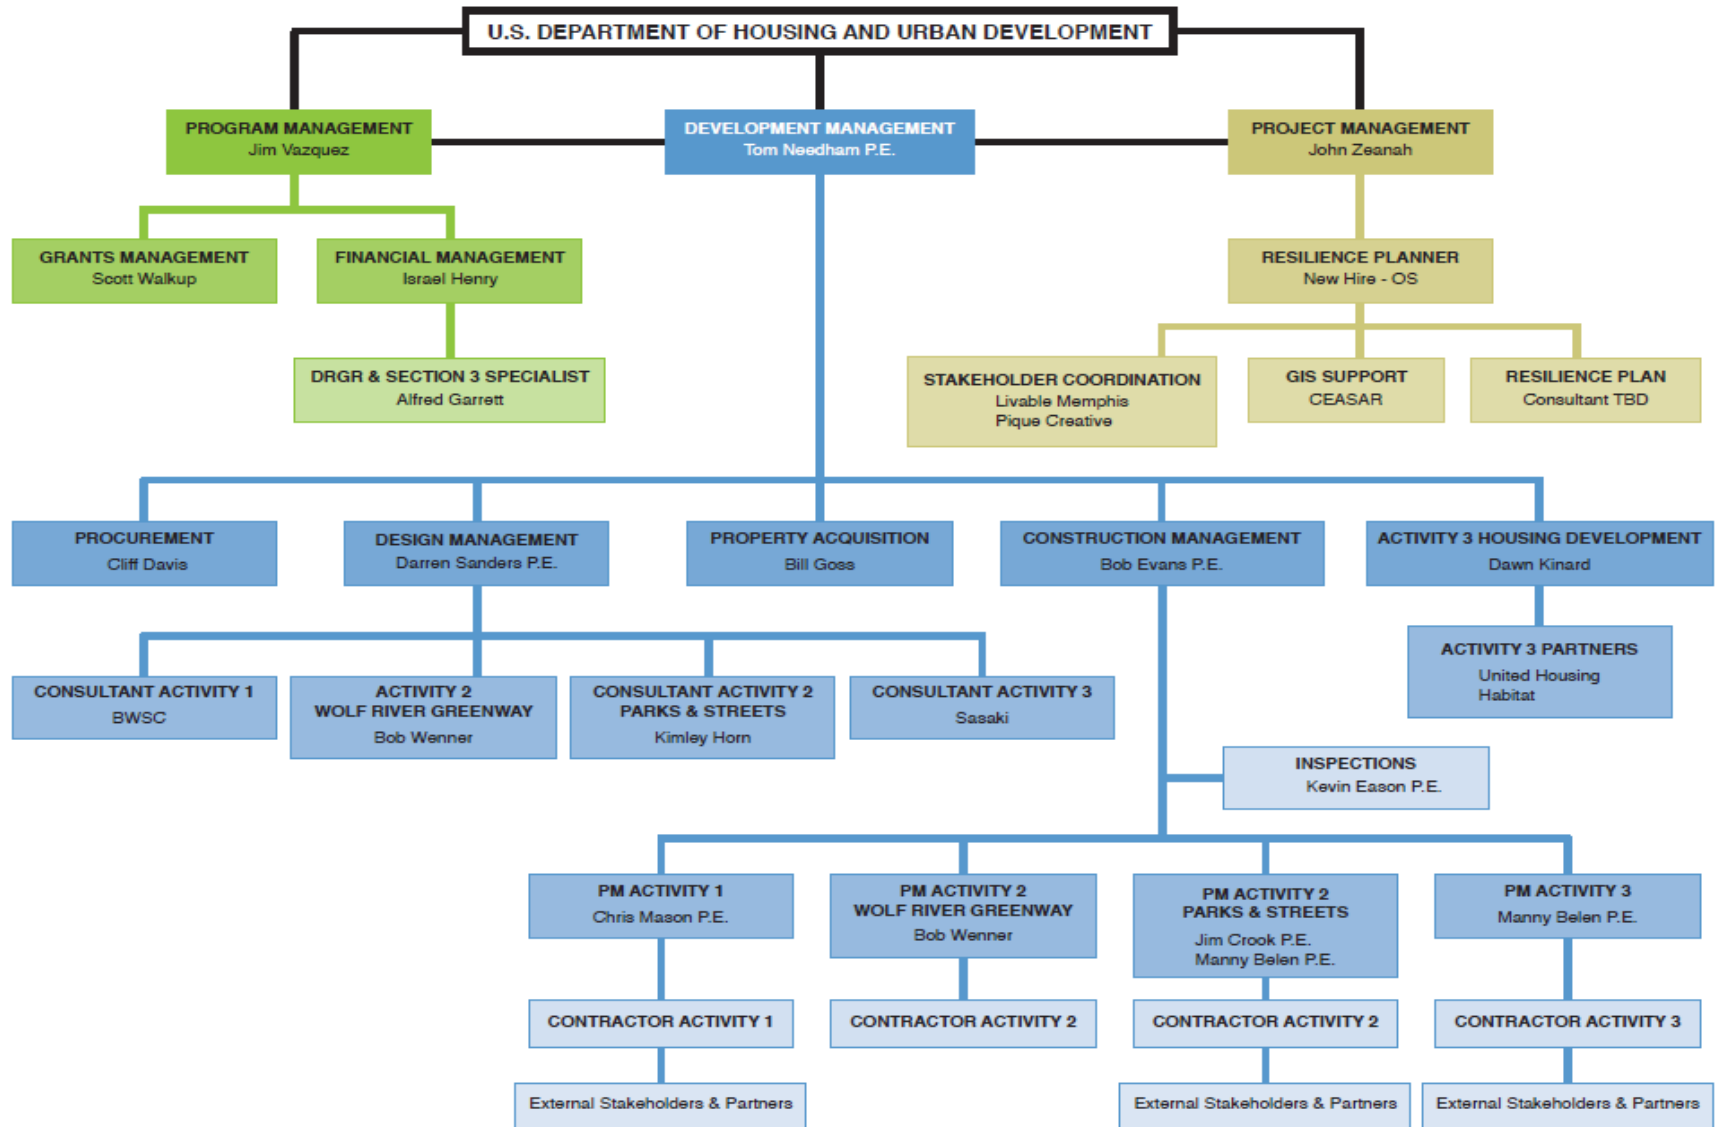 U.S. DEPARTMENT OF HOUSING AND URBAN DEVELOPMENT
PROGRAM MANAGEMENT
Jim Vazquez
DEVELOPMENT MANAGEMENT
Tom Needham P.E.
PROJECT MANAGEMENT
John Zeanah
GRANTS MANAGEMENT
Scott Walkup
FINANCIAL MANAGEMENT
Israel Henry
RESILIENCE PLANNER
New Hire - OS
DRGR & SECTION 3 SPECIALIST
Alfred Garrett
STAKEHOLDER COORDINATION
Livable Memphis
Pique Creative
GIS SUPPORT
CEASAR
RESILIENCE PLAN
Consultant TBD
PROCUREMENT
Cliff Davis
DESIGN MANAGEMENT
Darren Sanders P.E.
PROPERTY ACQUISITION
Bill Goss
CONSTRUCTION MANAGEMENT
Bob Evans P.E.
ACTIVITY 3 HOUSING DEVELOPMENT
Dawn Kinard
ACTIVITY 3 PARTNERS
United Housing
Habitat
CONSULTANT ACTIVITY 1
BWSC
ACTIVITY 2
WOLF RIVER GREENWAY
Bob Wenner
CONSULTANT ACTIVITY 2
PARKS & STREETS
Kimley Horn
CONSULTANT ACTIVITY 3
Sasaki
INSPECTIONS
Kevin Eason P.E.
PM ACTIVITY 1
Chris Mason P.E.
PM ACTIVITY 2
WOLF RIVER GREENWAY
Bob Wenner
PM ACTIVITY 2
PARKS & STREETS
Jim Crook P.E.
Manny Belen P.E.
PM ACTIVITY 3
Manny Belen P.E.
CONTRACTOR ACTIVITY 1
CONTRACTOR ACTIVITY 2
CONTRACTOR ACTIVITY 2
CONTRACTOR ACTIVITY 3
External Stakeholders & Partners
External Stakeholders & Partners
External Stakeholders & Partners